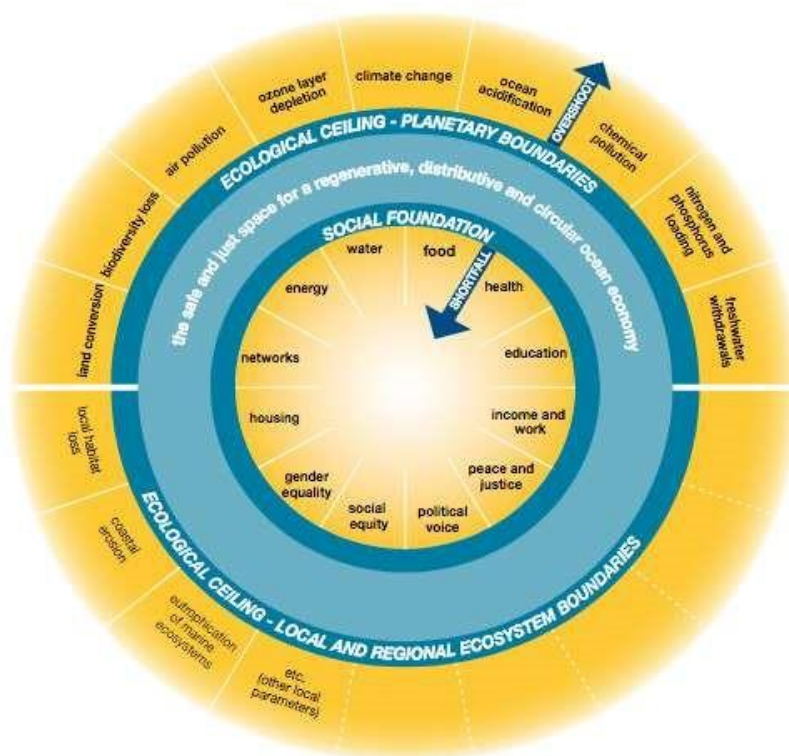 climate change
ozone layer
depletion
ocean
acidification
OVERSHOOT
air pollution
chemical
pollution
biodiversity loss
nitrogen and
phosphorus
loading
land conversion
freshwater
withdrawals
ECOLOGICAL CEILING - PLANETARY BOUNDARIES
the safe and just space for a regenerative, distributive and circular ocean economy
SOCIAL FOUNDATION
SHORTFALL
water
food
energy
health
networks
education
housing
income and
work
gender
equality
peace and
justice
social
equity
political
voice
local habitat
loss
coastal
erosion
eutrophication
of marine
ecosystems
etc.
(other local
parameters)
ECOLOGICAL CEILING - LOCAL AND REGIONAL ECOSYSTEM BOUNDARIES